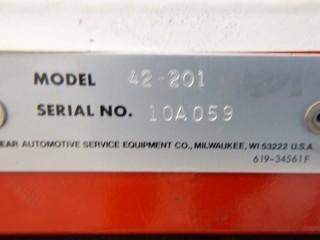 MODEL 42-201
SERIAL NO. 10A059
EAR AUTOMOTIVE SERVICE EQUIPMENT CO., MILWAUKEE, WI 53222 U.S.A.
619-34561F